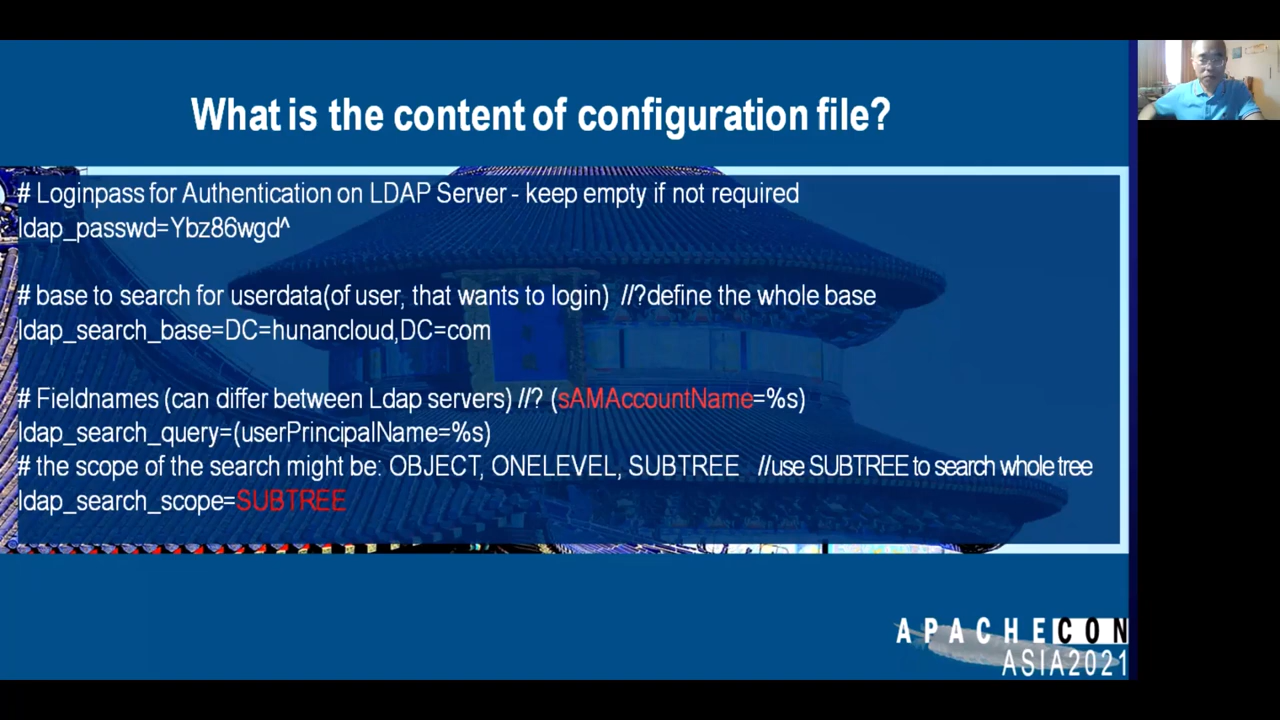 What is the content of configuration file?
# Loginpass for Authentication on LDAP Server - keep empty if not required
ldap_passwd=Ybz86wgd^
# base to search for userdata(of user, that wants to login) //?define the whole base
ldap_search_base=DC=hunancloud,DC=com
# Fieldnames (can differ between Ldap servers) //? (sAMAccountName=%s)
ldap_search_query=(userPrincipalName=%s)
# the scope of the search might be: OBJECT, ONELEVEL, SUBTREE //use SUBTREE to search whole tree
ldap_search_scope=SUBTREE
APACHECON
ASIA2021